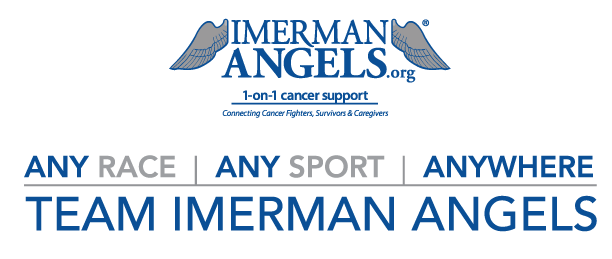 IMERMAN®
ANGELS.org
1-on-1 cancer support
Connecting Cancer Fighters, Survivors & Caregivers
ANY RACE | ANY SPORT | ANYWHERE
TEAM IMERMAN ANGELS